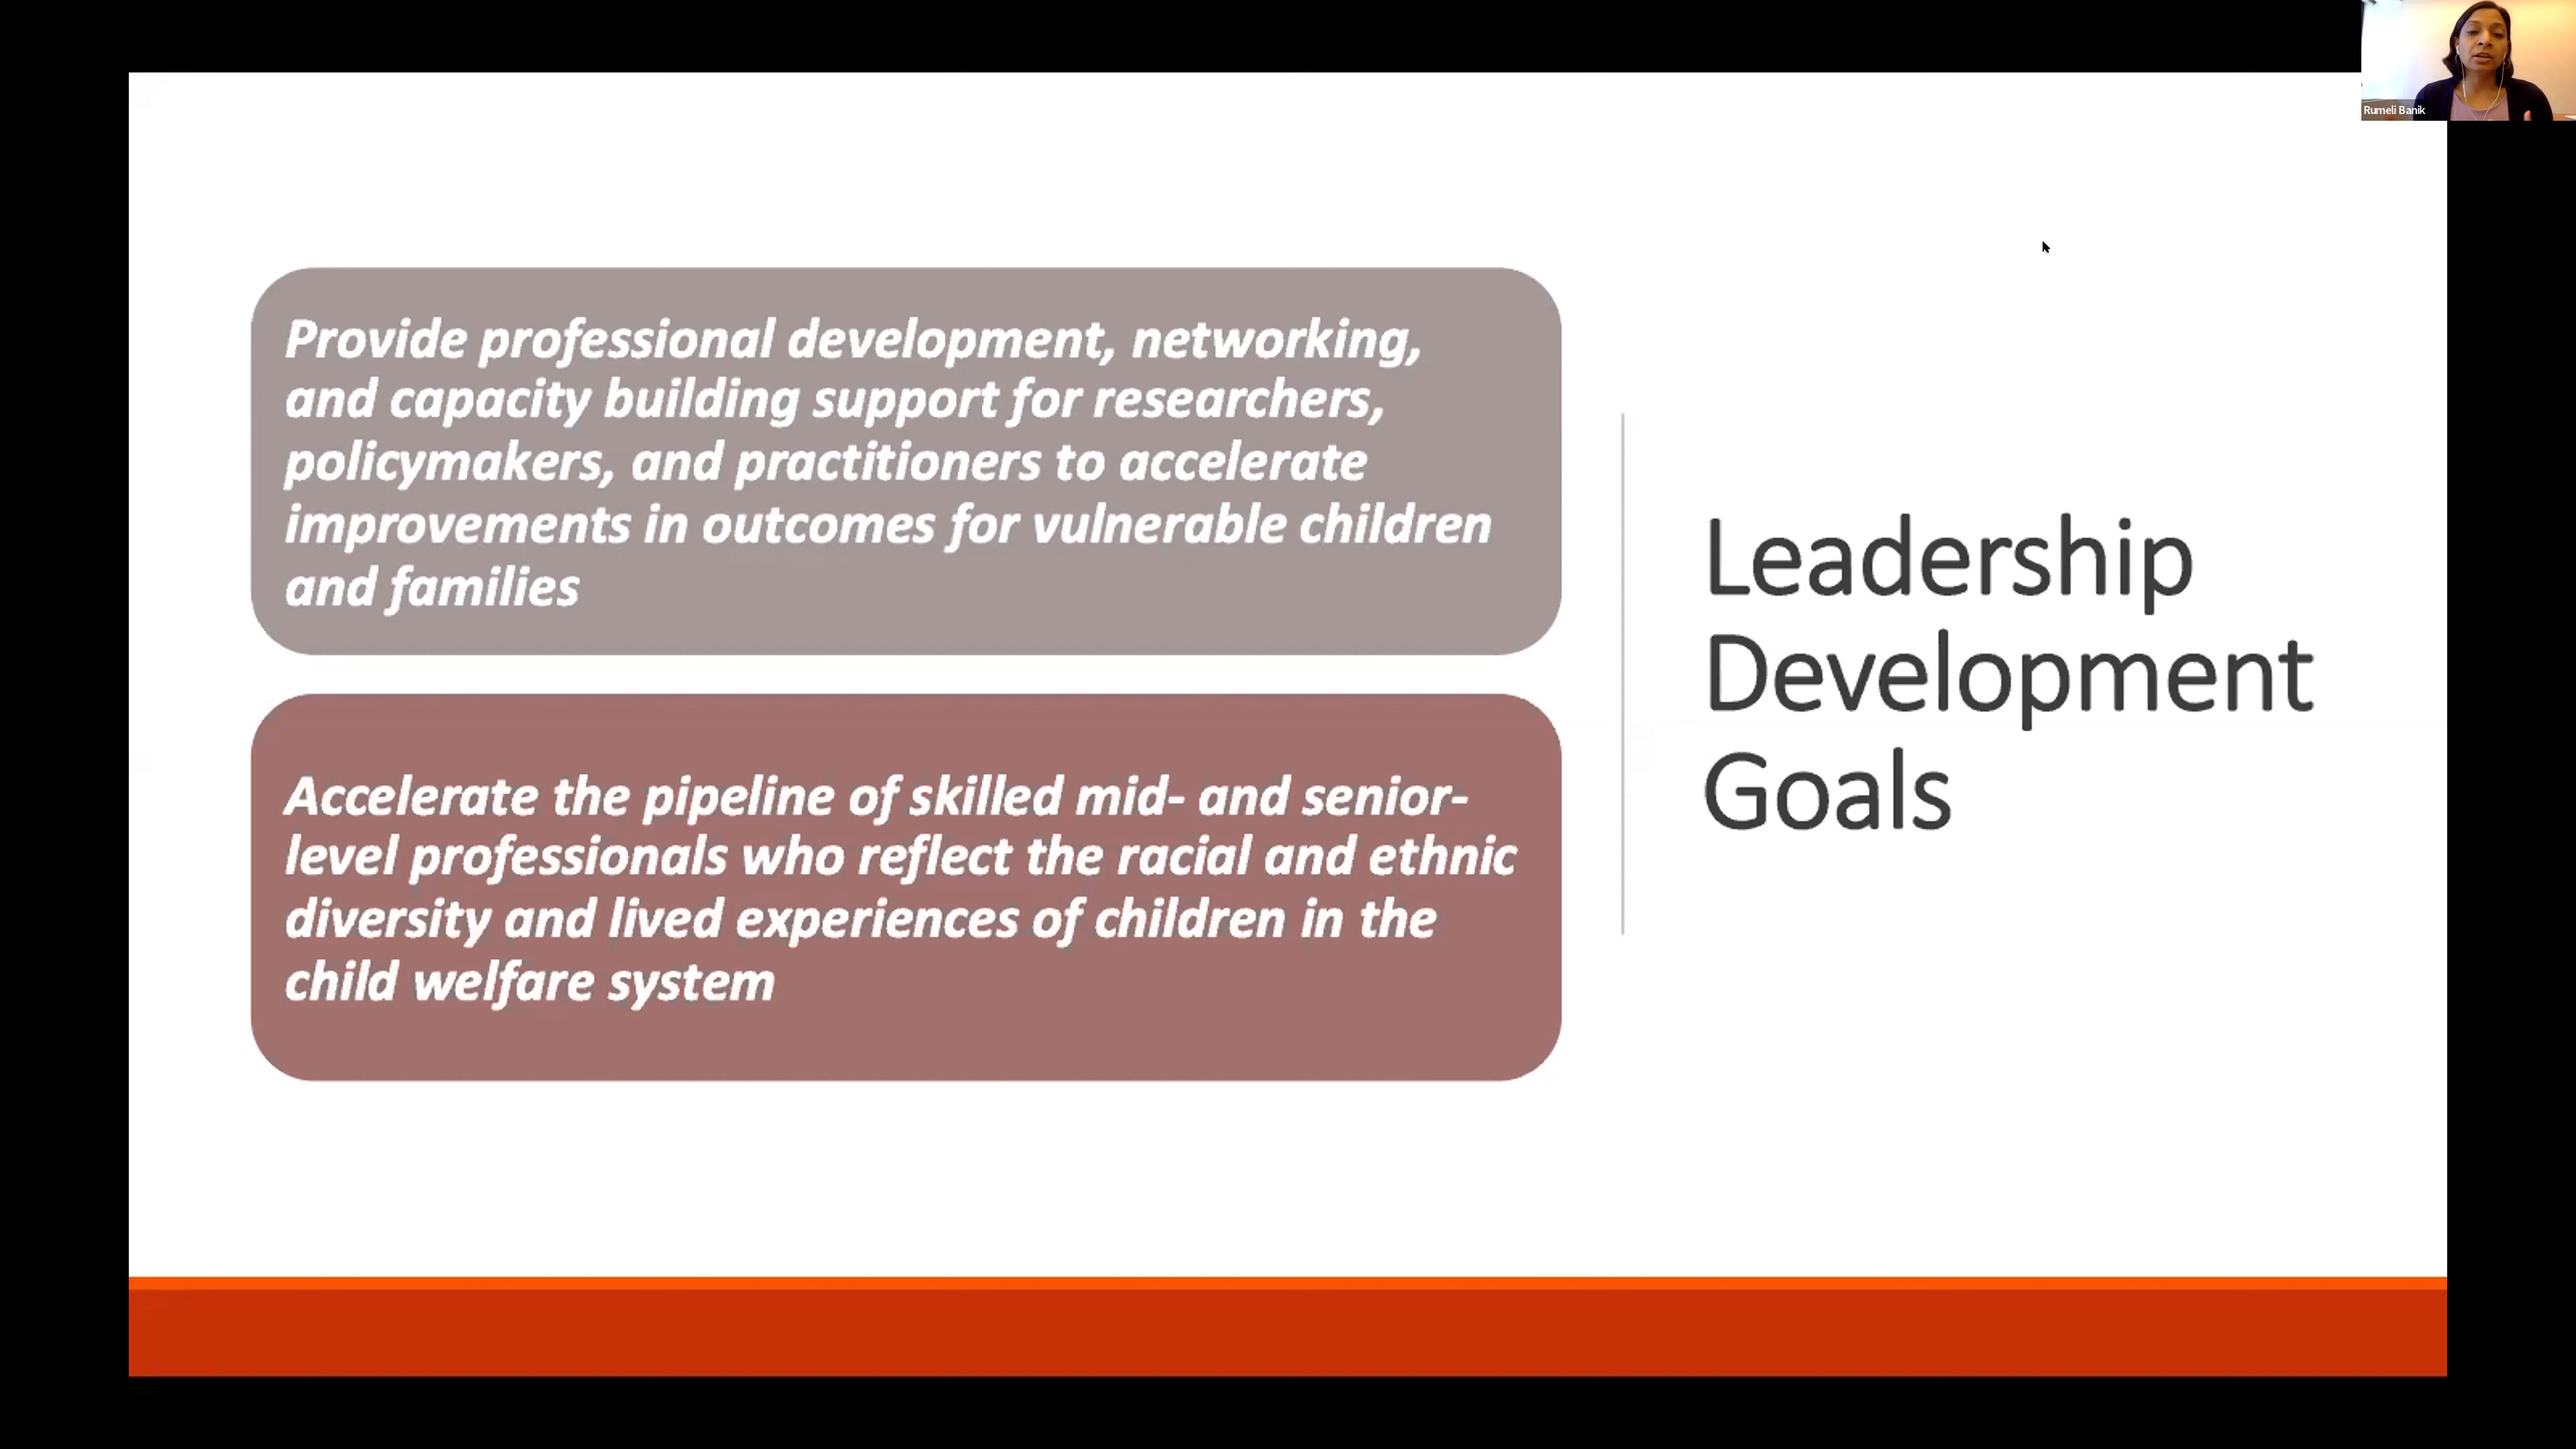 Rumeli Banik
Provide professional development, networking,
and capacity building support for researchers,
policymakers, and practitioners to accelerate
improvements in outcomes for vulnerable children
and families
Accelerate the pipeline of skilled mid- and senior-
level professionals who reflect the racial and ethnic
diversity and lived experiences of children in the
child welfare system
Leadership
Development
Goals